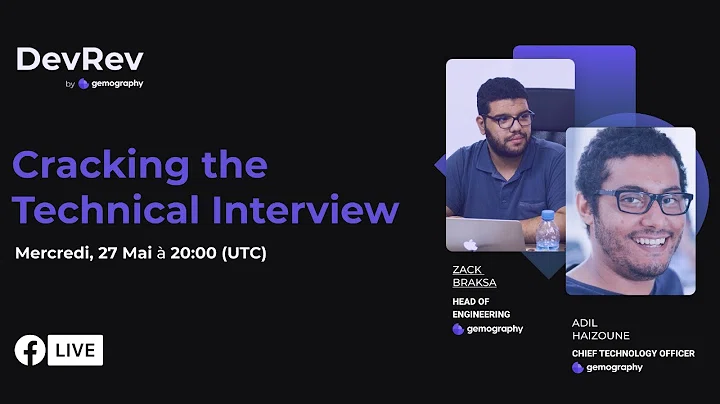 DevRev
by gemography
Cracking the
Technical Interview
Mercredi, 27 Mai à 20:00 (UTC)
LIVE
ZACK
BRAKSA
HEAD OF
ENGINEERING
gemography
ADIL
HAIZOUNE
CHIEF TECHNOLOGY OFFICER
gemography